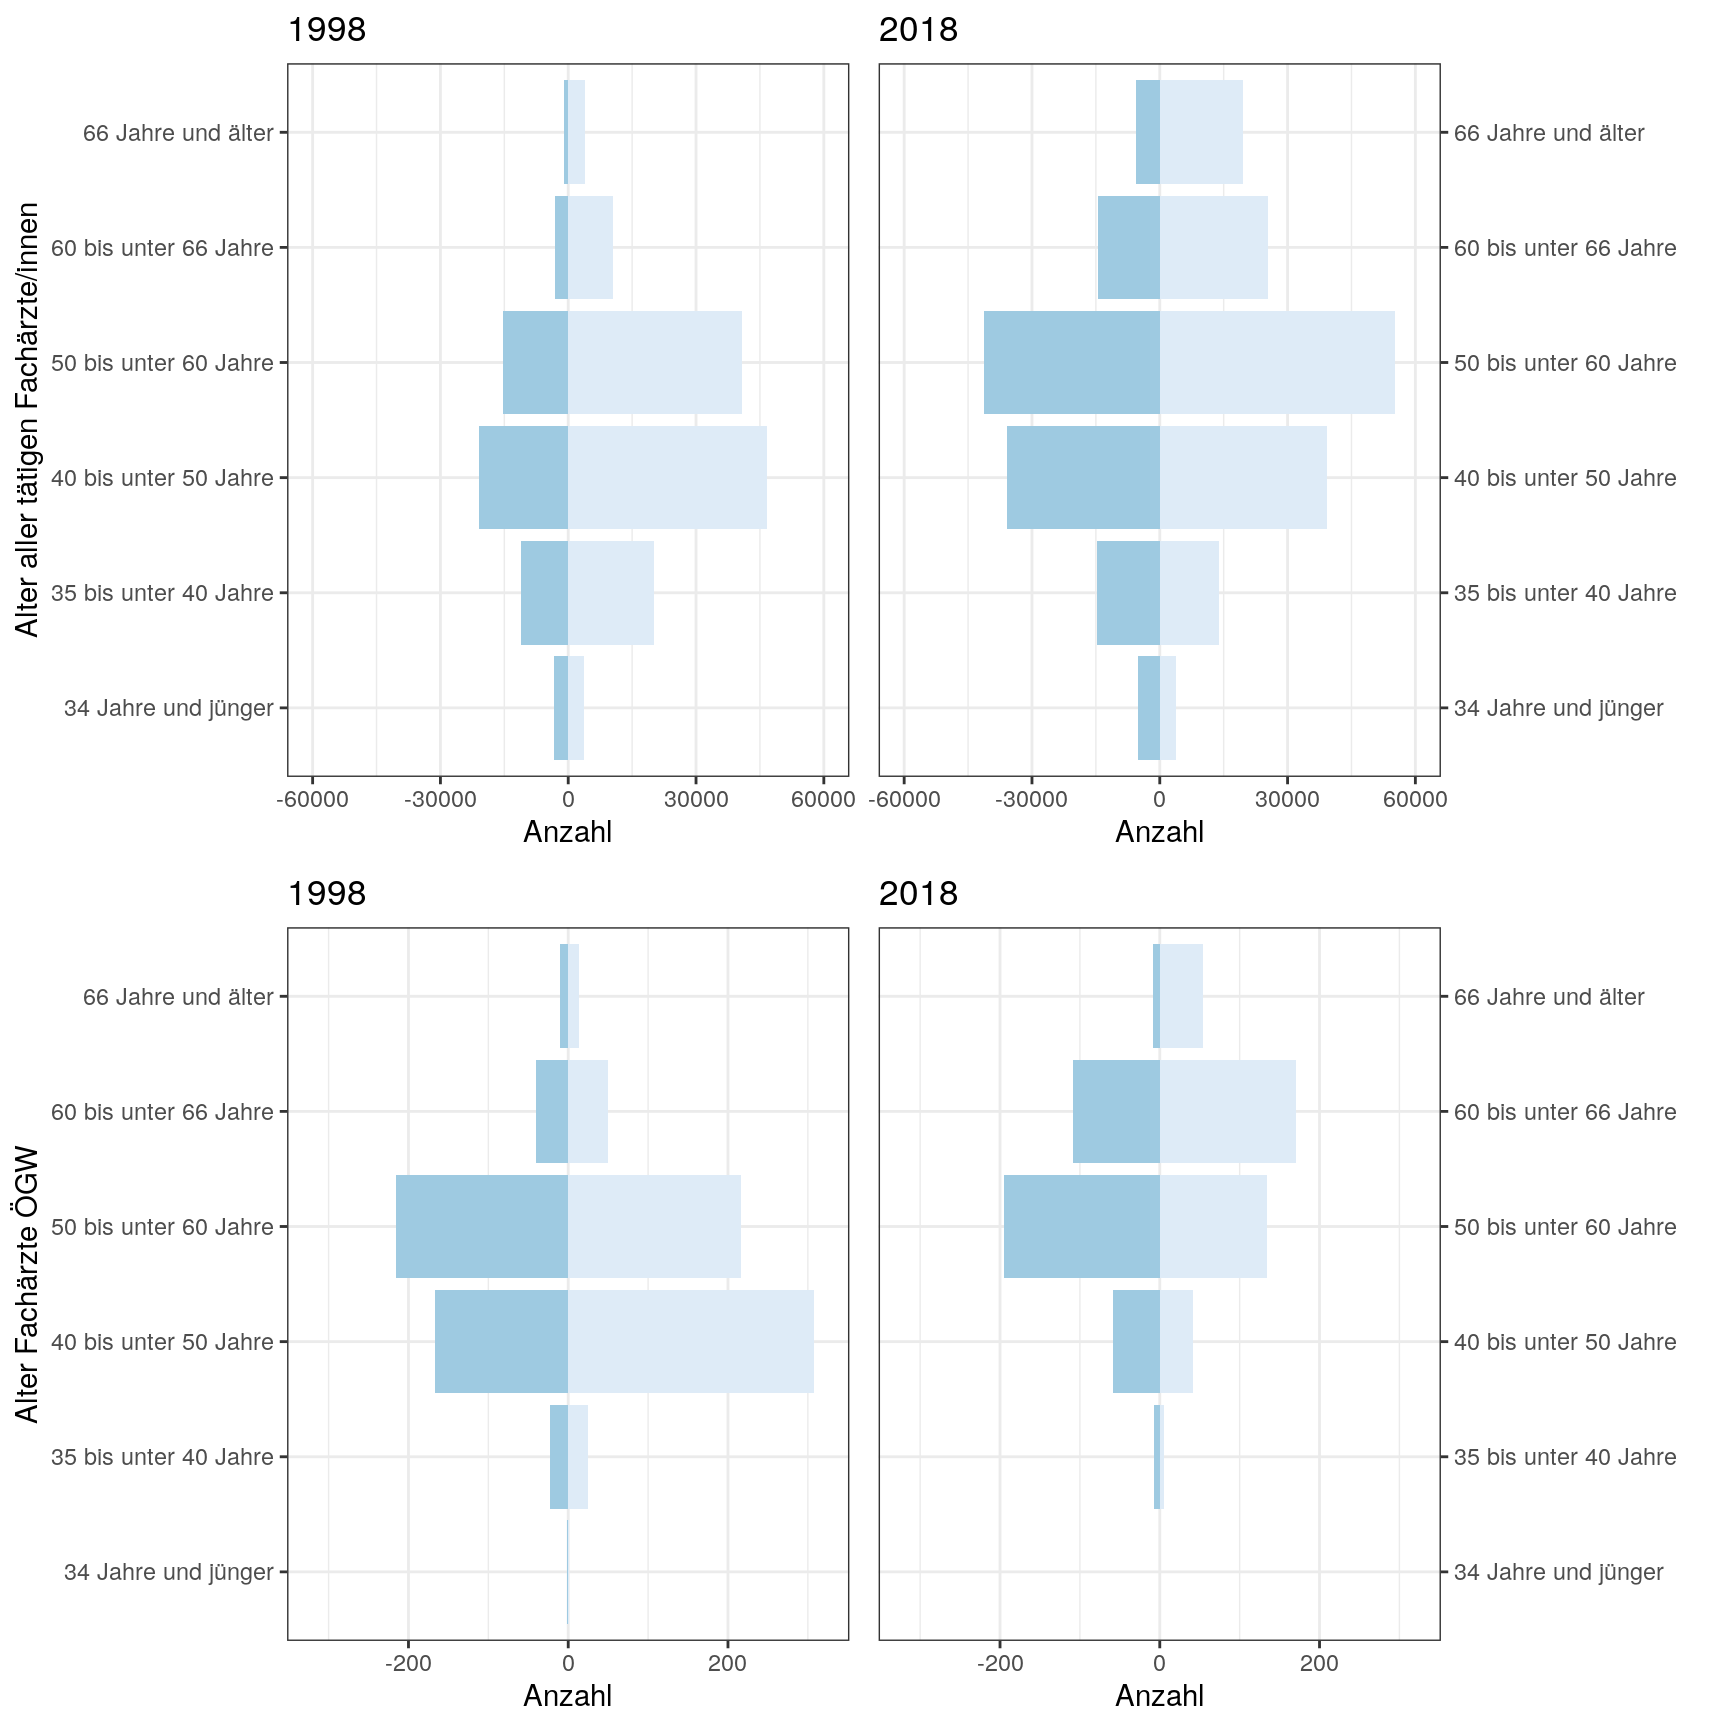 1998
2018
Alter aller tätigen Fachärzte/innen
66 Jahre und älter
60 bis unter 66 Jahre
50 bis unter 60 Jahre
40 bis unter 50 Jahre
35 bis unter 40 Jahre
34 Jahre und jünger
66 Jahre und älter
60 bis unter 66 Jahre
50 bis unter 60 Jahre
40 bis unter 50 Jahre
35 bis unter 40 Jahre
34 Jahre und jünger
-60000 -30000 0 30000 60000
-60000 -30000 0 30000 60000
Anzahl
Anzahl
1998
2018
Alter Fachärzte ÖGW
66 Jahre und älter
60 bis unter 66 Jahre
50 bis unter 60 Jahre
40 bis unter 50 Jahre
35 bis unter 40 Jahre
34 Jahre und jünger
66 Jahre und älter
60 bis unter 66 Jahre
50 bis unter 60 Jahre
40 bis unter 50 Jahre
35 bis unter 40 Jahre
34 Jahre und jünger
-200 0 200
-200 0 200
Anzahl
Anzahl